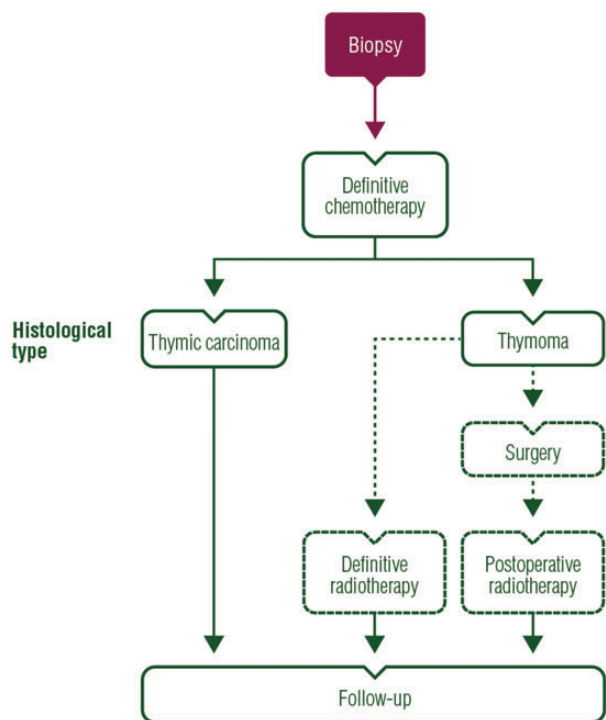 Biopsy
Definitive
chemotherapy
Histological
type
Thymic carcinoma
Thymoma
Surgery
Definitive
radiotherapy
Postoperative
radiotherapy
Follow-up